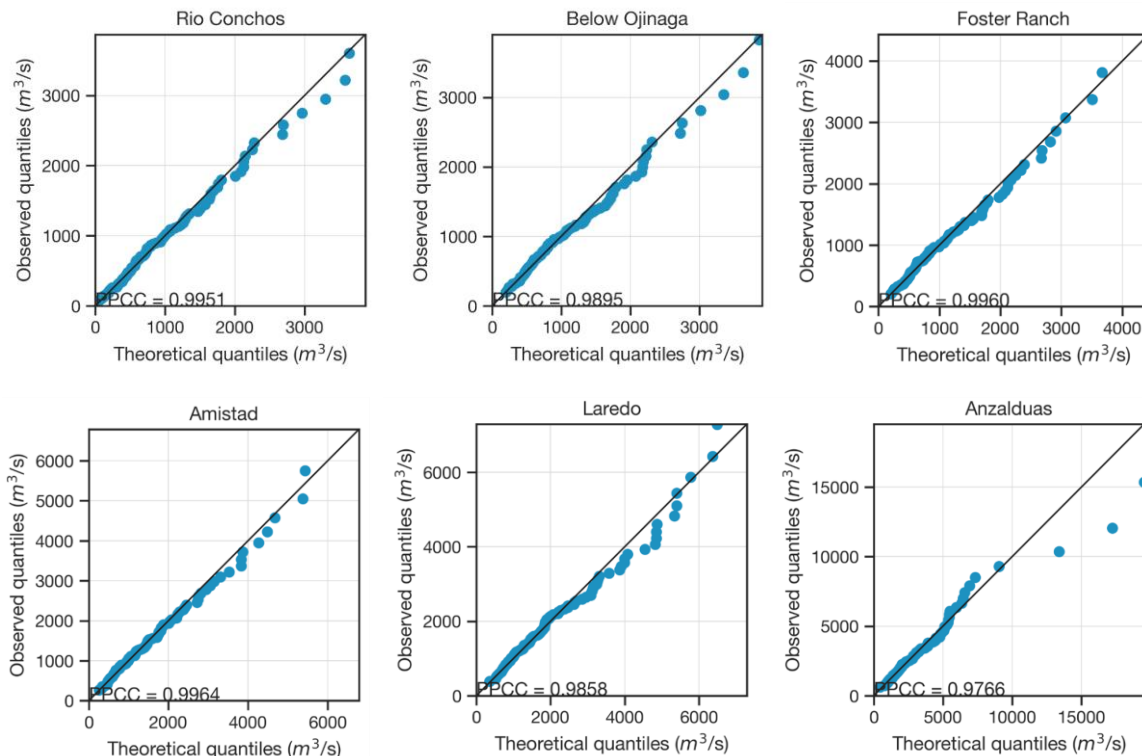 Rio Conchos
Observed quantiles (m³/s)
3000
2000
1000
0
PPCC = 0.9951
0 1000 2000 3000
Theoretical quantiles (m³/s)
Below Ojinaga
Observed quantiles (m³/s)
3000
2000
1000
0
PPCC = 0.9895
0 1000 2000 3000
Theoretical quantiles (m³/s)
Foster Ranch
Observed quantiles (m³/s)
4000
3000
2000
1000
0
PPCC = 0.9960
0 1000 2000 3000 4000
Theoretical quantiles (m³/s)
Amistad
Observed quantiles (m³/s)
6000
5000
4000
3000
2000
1000
0
PPCC = 0.9964
0 2000 4000 6000
Theoretical quantiles (m³/s)
Laredo
Observed quantiles (m³/s)
6000
4000
2000
0
PPCC = 0.9858
0 2000 4000 6000
Theoretical quantiles (m³/s)
Anzalduas
Observed quantiles (m³/s)
15000
10000
5000
0
PPCC = 0.9766
0 5000 10000 15000
Theoretical quantiles (m³/s)